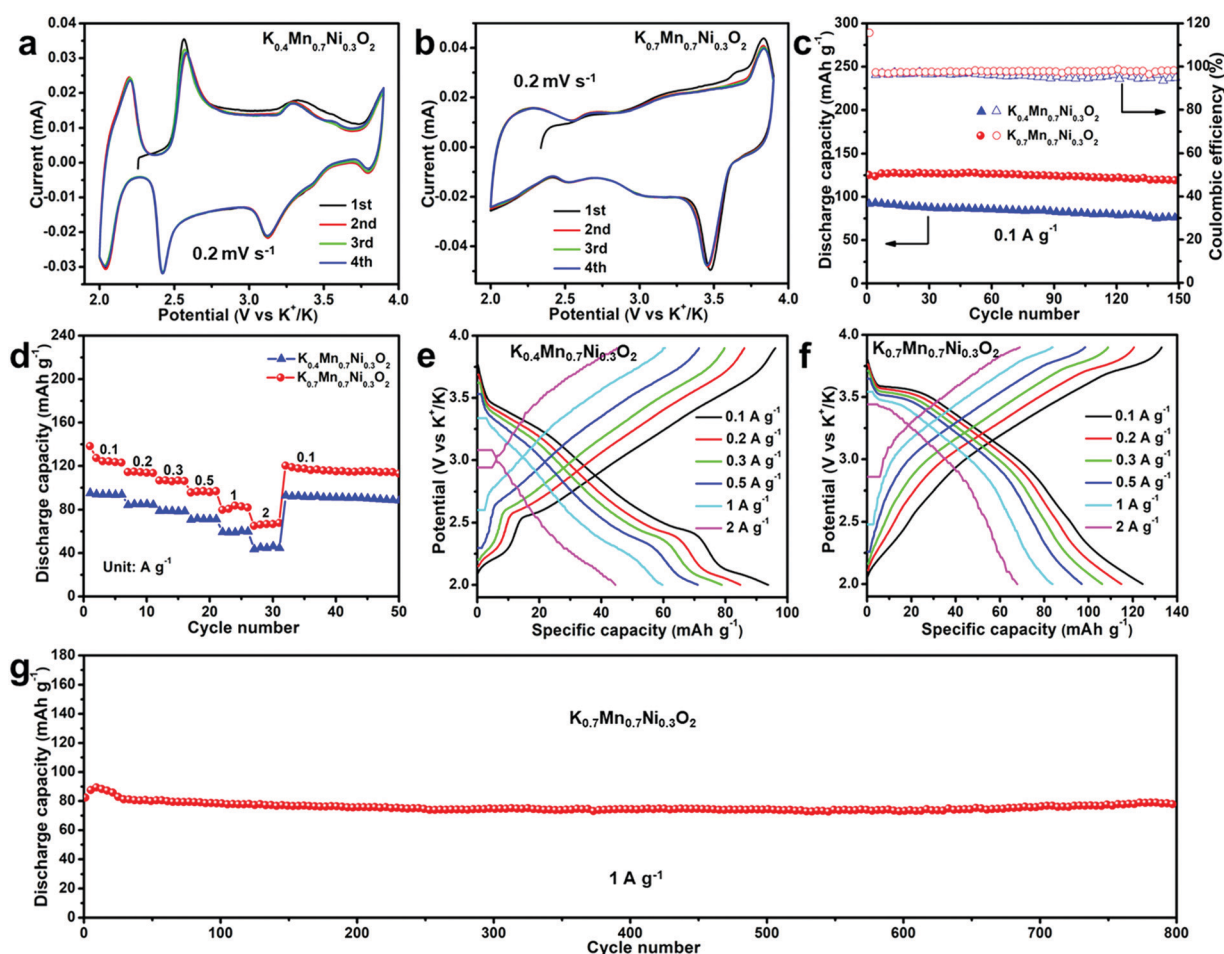 a
K0.4Mn0.7Ni0.3O2
0.04
0.03
0.02
0.01
0.00
-0.01
-0.02
-0.03
Current (mA)
0.2 mV s-1
1st
2nd
3rd
4th
2.0 2.5 3.0 3.5 4.0
Potential (V vs K+/K)
b
K0.7Mn0.7Ni0.3O2
0.04
0.02
0.00
-0.02
-0.04
Current (mA)
0.2 mV s-1
1st
2nd
3rd
4th
2.0 2.5 3.0 3.5 4.0
Potential (V vs K+/K)
c
300
250
200
150
125
100
75
50
0
Discharge capacity (mAh g-1)
120
100
80
60
50
40
30
20
10
0
Coulombic efficiency (%)
K0.4Mn0.7Ni0.3O2
K0.7Mn0.7Ni0.3O2
0.1 A g-1
0 30 60 90 120 150
Cycle number
d
240
200
160
120
80
40
0
Discharge capacity (mAh g-1)
K0.4Mn0.7Ni0.3O2
K0.7Mn0.7Ni0.3O2
0.1 0.2 0.3 0.5 1 2 0.1
Unit: A g-1
0 10 20 30 40 50
Cycle number
e
K0.4Mn0.7Ni0.3O2
4.0
3.5
3.0
2.5
2.0
Potential (V vs K+/K)
0.1 A g-1
0.2 A g-1
0.3 A g-1
0.5 A g-1
1 A g-1
2 A g-1
0 20 40 60 80 100
Specific capacity (mAh g-1)
f
K0.7Mn0.7Ni0.3O2
4.0
3.5
3.0
2.5
2.0
Potential (V vs K+/K)
0.1 A g-1
0.2 A g-1
0.3 A g-1
0.5 A g-1
1 A g-1
2 A g-1
0 20 40 60 80 100 120 140
Specific capacity (mAh g-1)
g
180
160
140
120
100
80
60
40
20
0
Discharge capacity (mAh g-1)
K0.7Mn0.7Ni0.3O2
1 A g-1
0 100 200 300 400 500 600 700 800
Cycle number